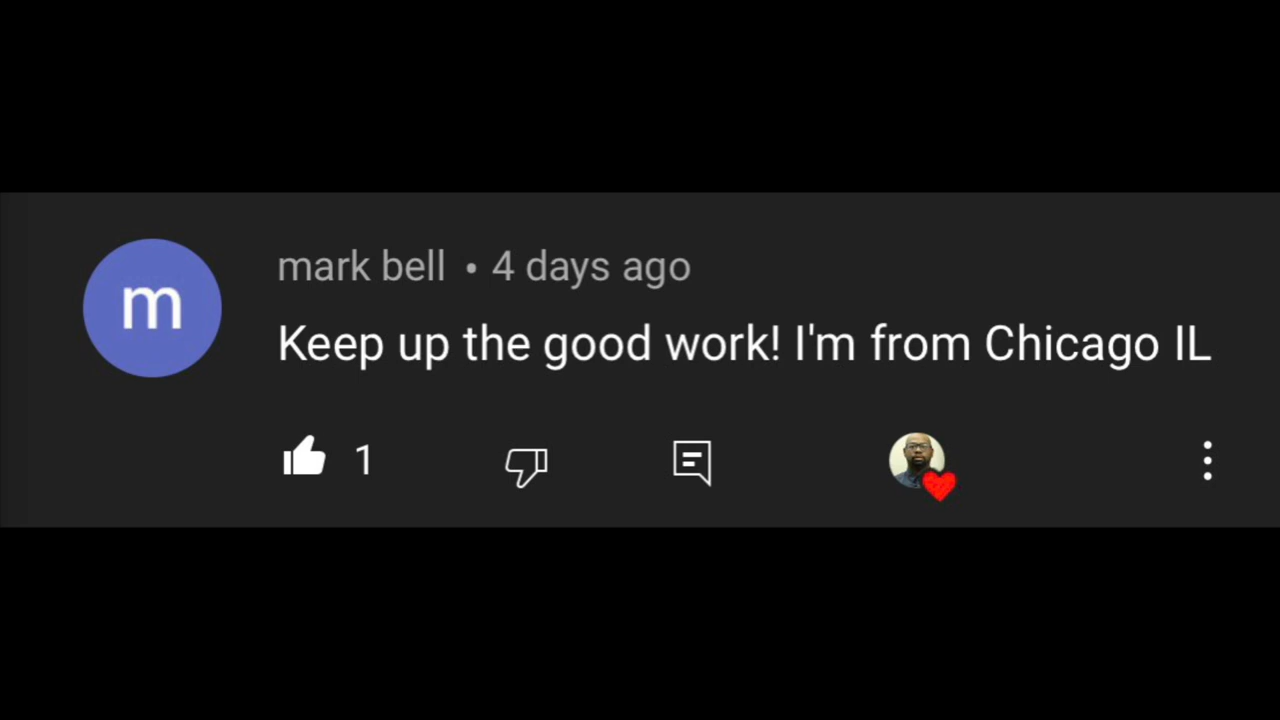 m
mark bell • 4 days ago
Keep up the good work! I'm from Chicago IL
1